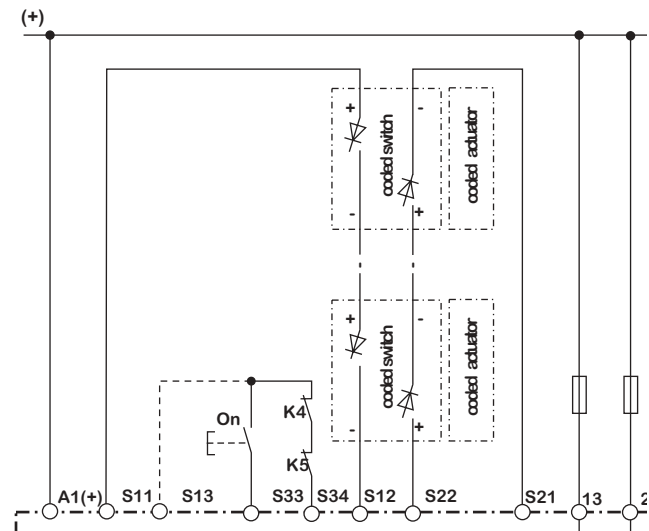 (+)
+ -
coded switch
coded actuator
- +
+ -
coded switch
coded actuator
- +
On
K4
K5
A1(+) S11 S13 S33 S34 S12 S22 S21 13 2